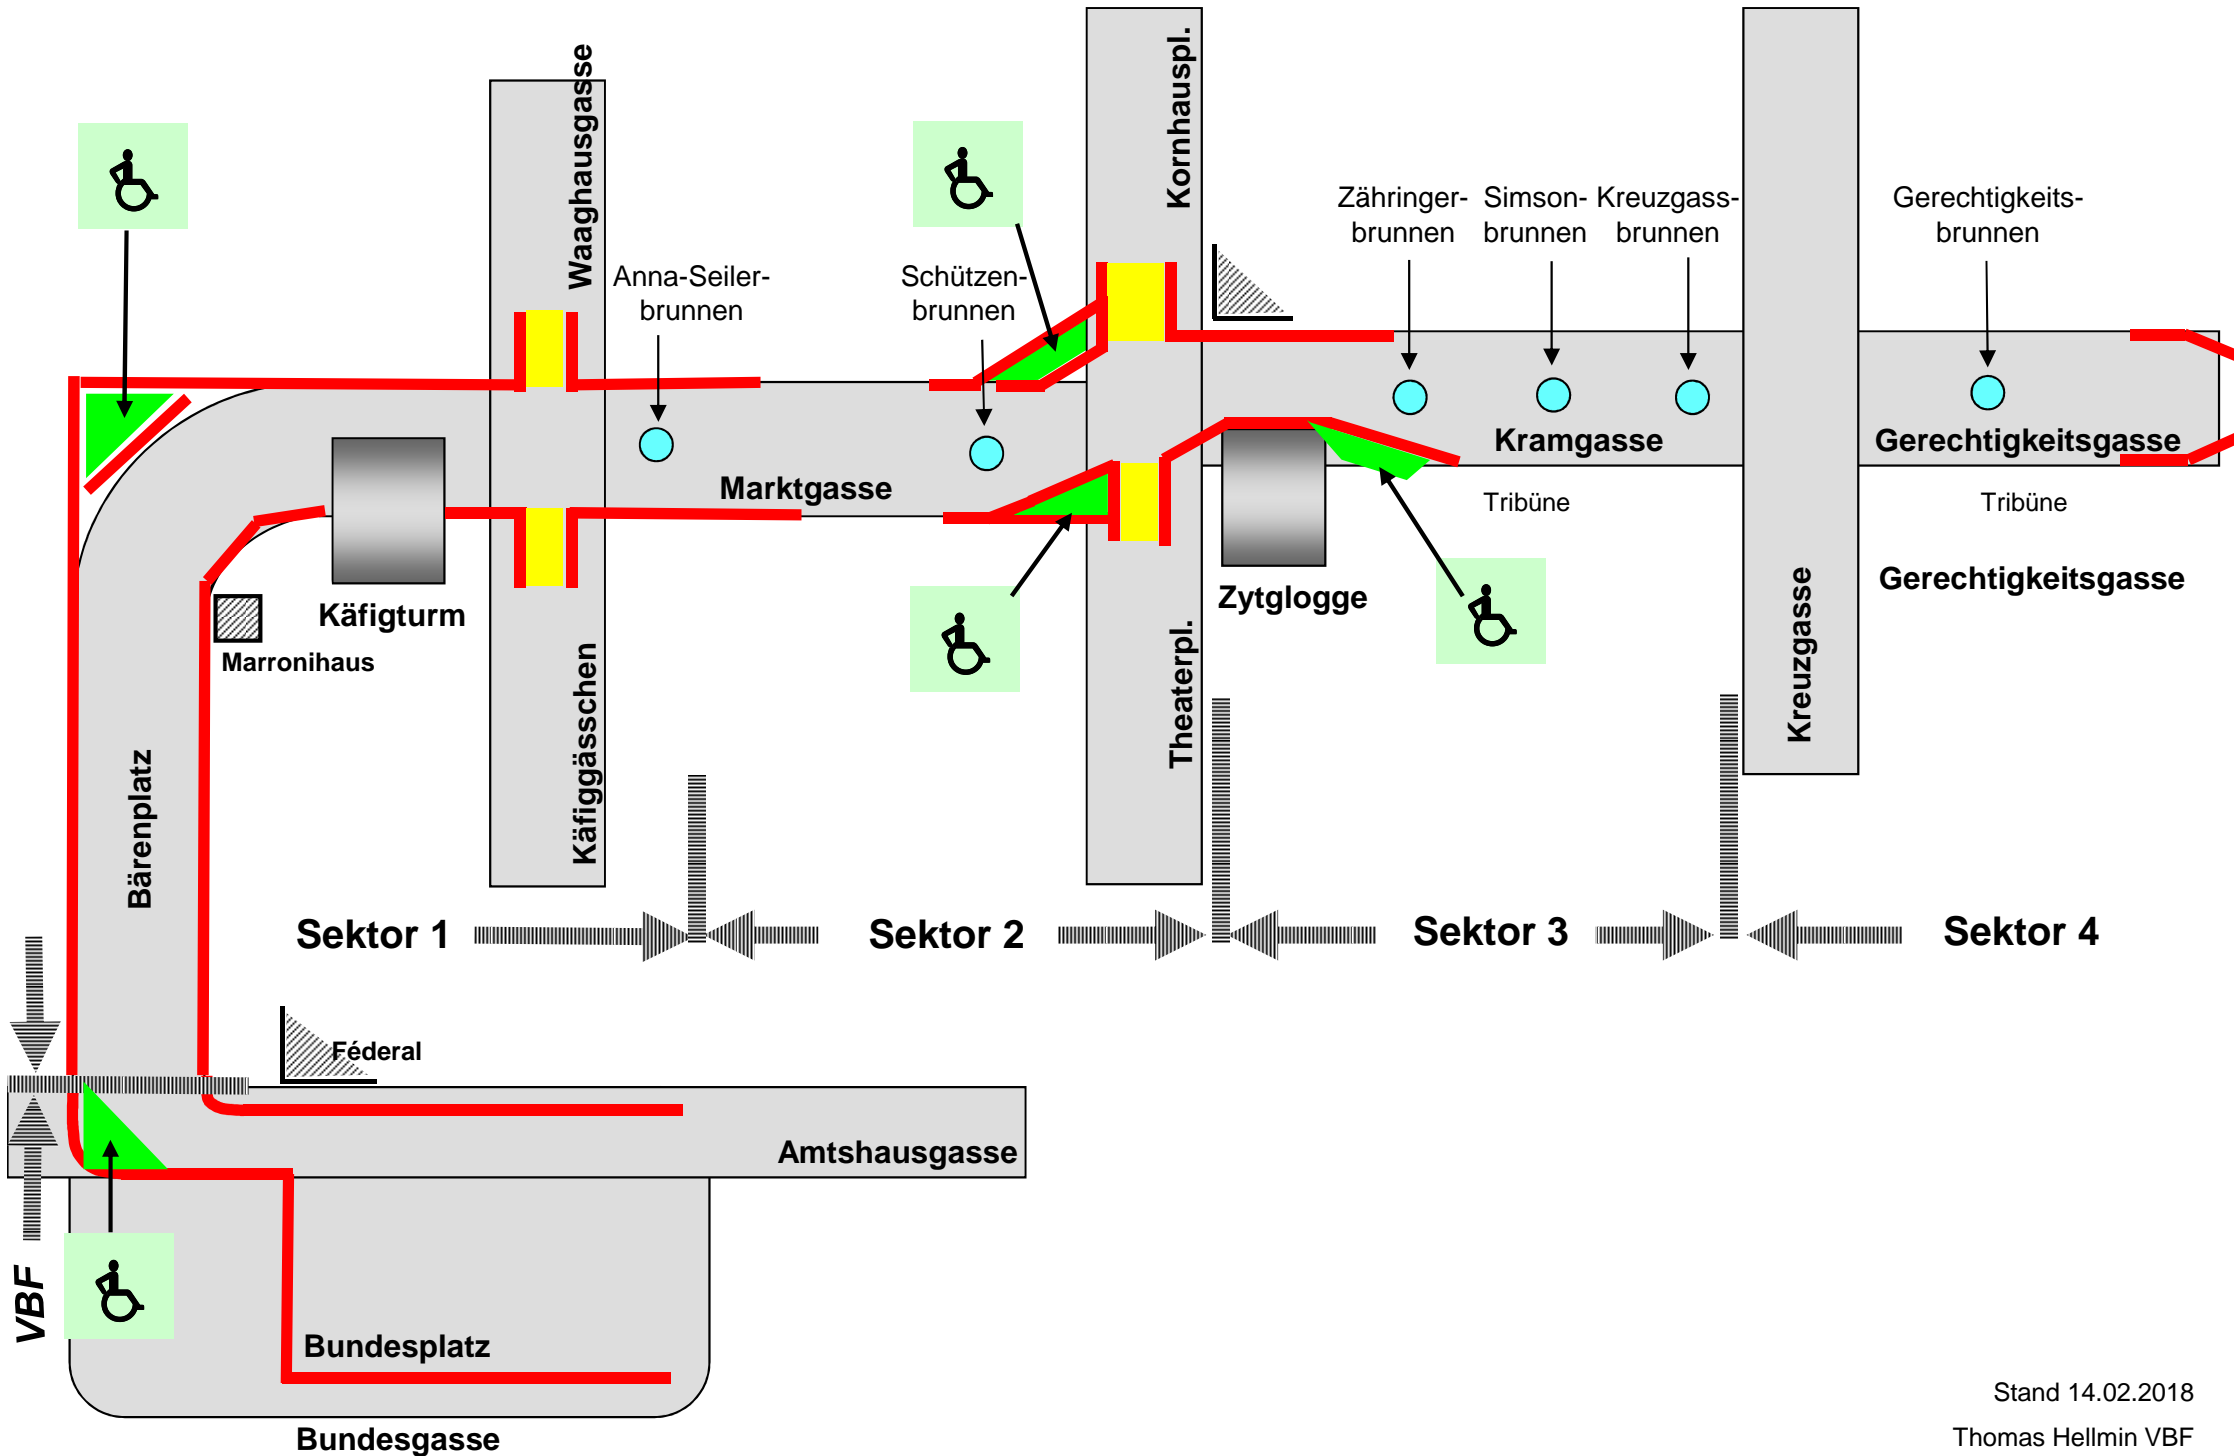 Waaghausgasse
Kornhauspl.
Zähringer-
brunnen
Simson-
brunnen
Kreuzgass-
brunnen
Gerechtigkeits-
brunnen
Anna-Seiler-
brunnen
Schützen-
brunnen
Marktgasse
Kramgasse
Gerechtigkeitsgasse
Tribüne
Tribüne
Käfigturm
Zytglogge
Gerechtigkeitsgasse
Marronihaus
Käfiggässchen
Theaterpl.
Kreuzgasse
Bärenplatz
Sektor 1
Sektor 2
Sektor 3
Sektor 4
Féderal
Amtshausgasse
VBF
Bundesplatz
Bundesgasse
Stand 14.02.2018
Thomas Hellmin VBF